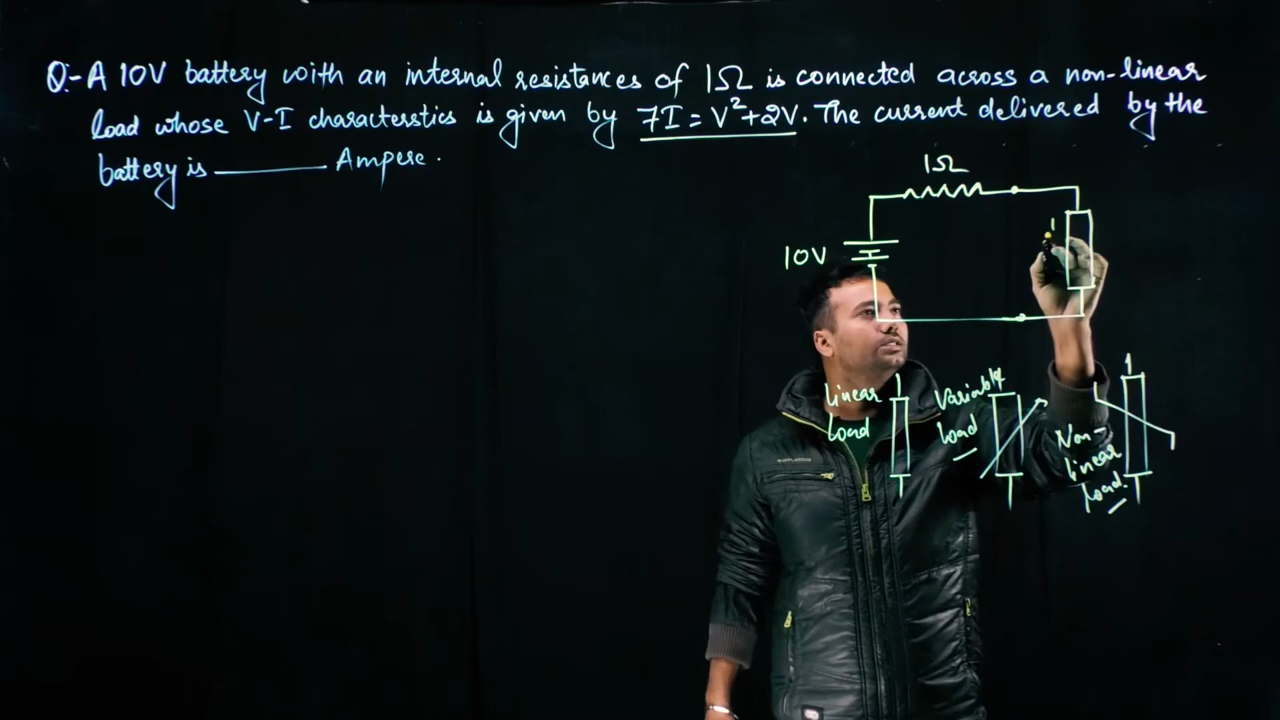 Q.- A 10V battery with an internal resistances of 1Ω is connected across a non-linear
load whose V-I characterstics is given by 7I = V²+2V. The current delivered by the
battery is ______ Ampere.
1Ω
10V
Linear
load
Variable
load
Non-
linear
load.